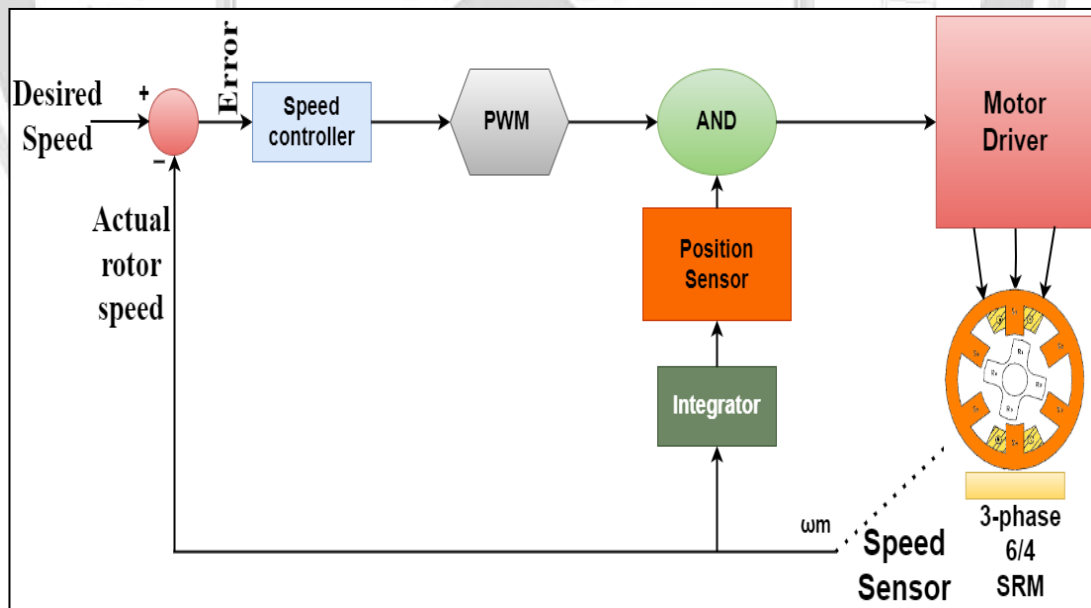 Desired
Speed
+
−
Error
Speed
controller
PWM
AND
Motor
Driver
Actual
rotor
speed
Position
Sensor
Integrator
ωm
Speed
Sensor
3-phase
6/4
SRM